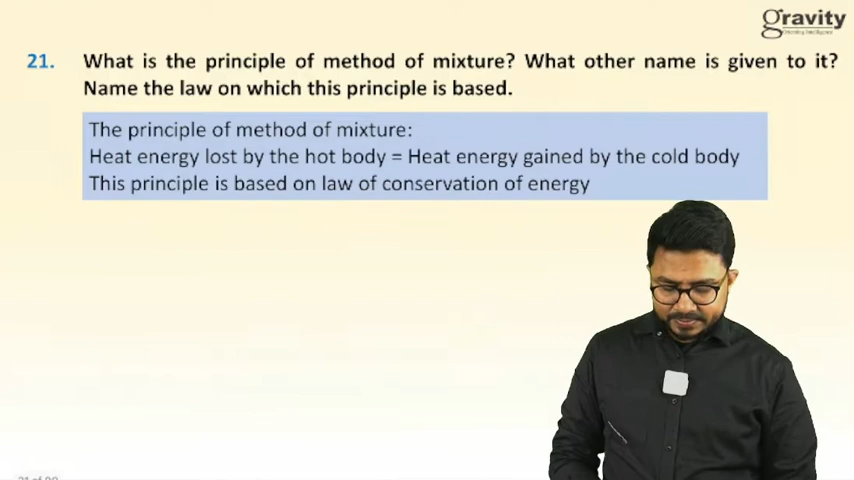 gravity
21. What is the principle of method of mixture? What other name is given to it?
Name the law on which this principle is based.
The principle of method of mixture:
Heat energy lost by the hot body = Heat energy gained by the cold body
This principle is based on law of conservation of energy